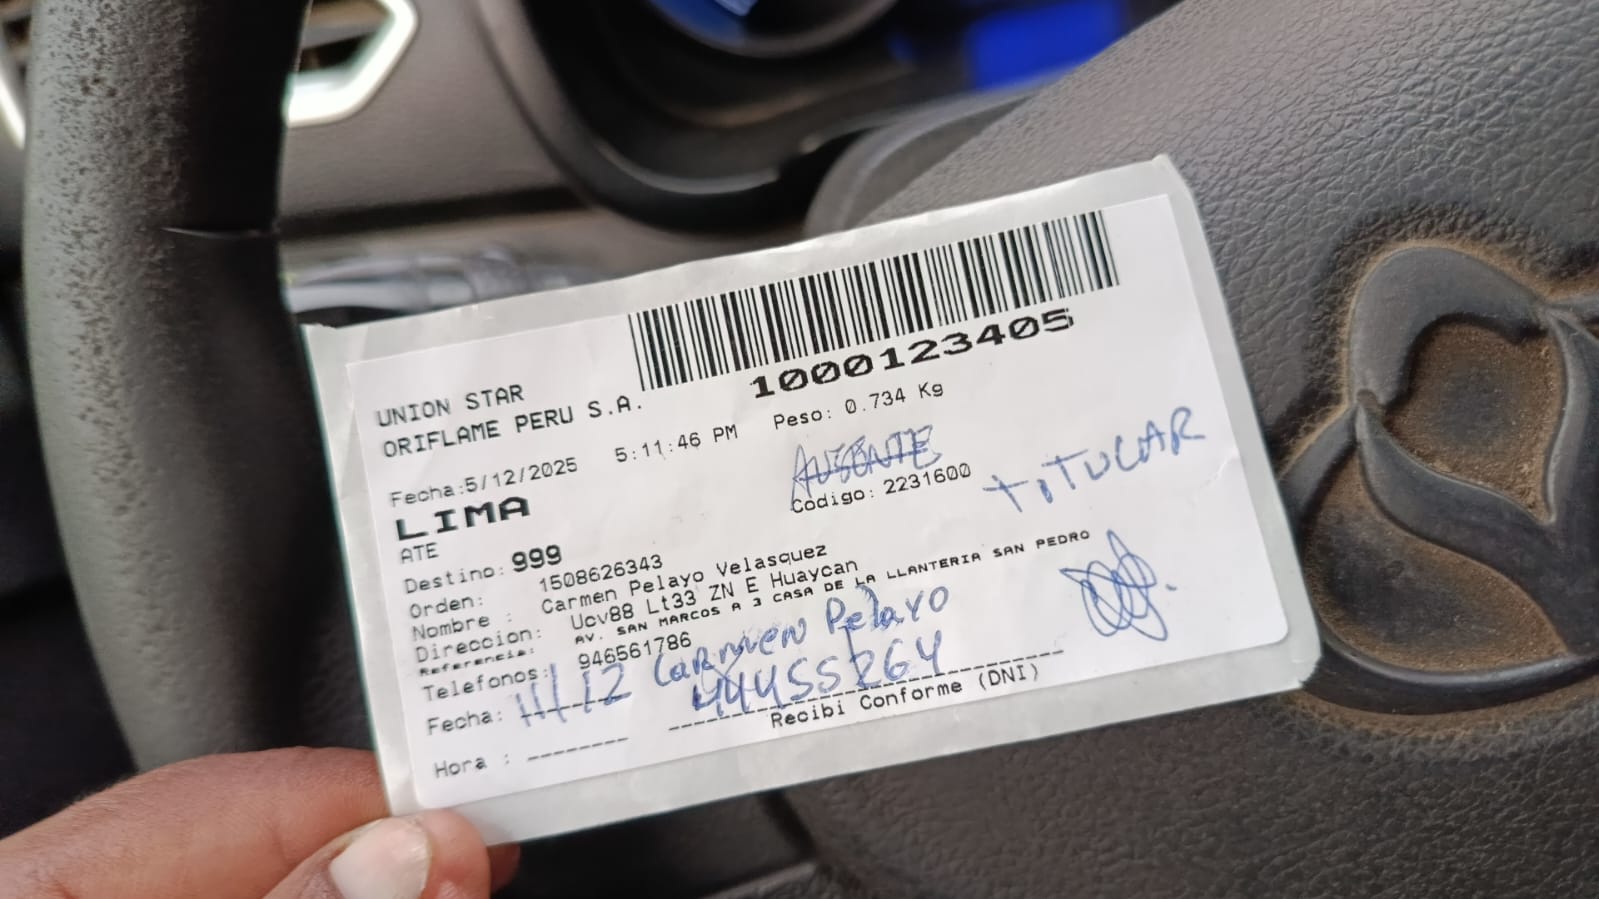 1000123405
UNION STAR
ORIFLAME PERU S.A.
Fecha:5/12/2025 5:11:46 PM Peso: 0.734 Kg
LIMA AUSENTE
ATE Codigo: 2231600 TITULAR
Destino: 999
Orden: 1508626343
Nombre : Carmen Pelayo Velasquez
Direccion: Ucv88 Lt33 ZN E Huaycan
Referencia: AV. SAN MARCOS A 3 CASA DE LA LLANTERIA SAN PEDRO
Telefonos: 946561786
Carmen Pelayo
Fecha: 11/12 44455264
Recibi Conforme (DNI)
Hora :